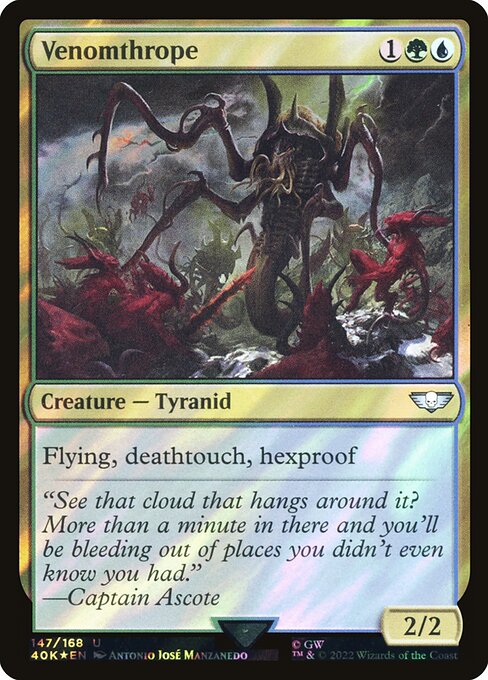 Venomthrope 1
Creature — Tyranid
Flying, deathtouch, hexproof
“See that cloud that hangs around it?
More than a minute in there and you’ll
be bleeding out of places you didn’t even
know you had.”
—Captain Ascote
2/2
147/168 U
40K★EN Antonio José Manzanedo
© GW
™ & © 2022 Wizards of the Coast